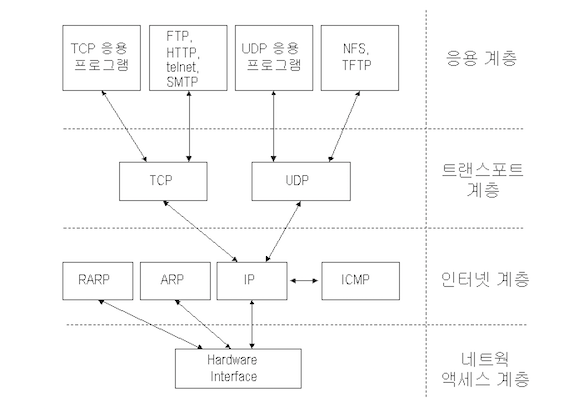 TCP 응용
프로그램
FTP,
HTTP,
telnet,
SMTP
UDP 응용
프로그램
NFS,
TFTP
응용 계층
TCP
UDP
트랜스포트
계층
RARP
ARP
IP
ICMP
인터넷 계층
Hardware
Interface
네트웍
액세스 계층